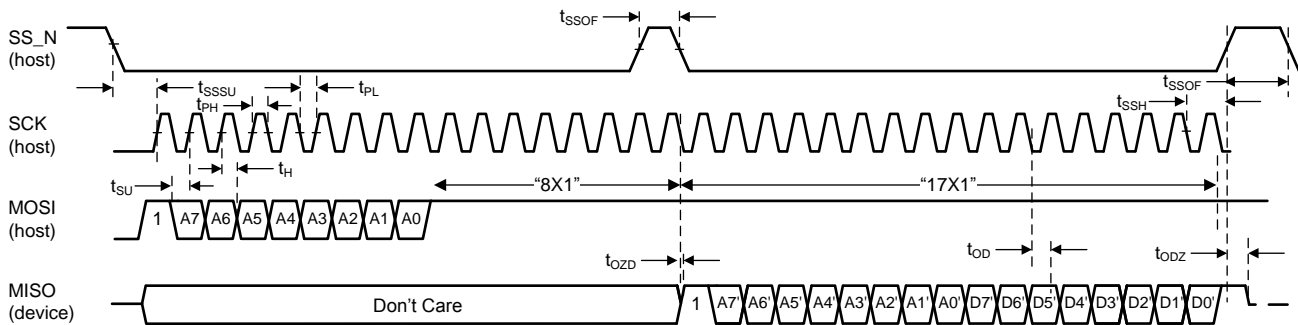 SS_N
(host)
tSSOF
tSSSU
tPH
tPL
tSSH
tSSOF
SCK
(host)
tSU
tH
"8X1"
"17X1"
MOSI
(host)
1 A7 A6 A5 A4 A3 A2 A1 A0
tOZD
tOD
tODZ
MISO
(device)
Don't Care
1 A7' A6' A5' A4' A3' A2' A1' A0' D7' D6' D5' D4' D3' D2' D1' D0'